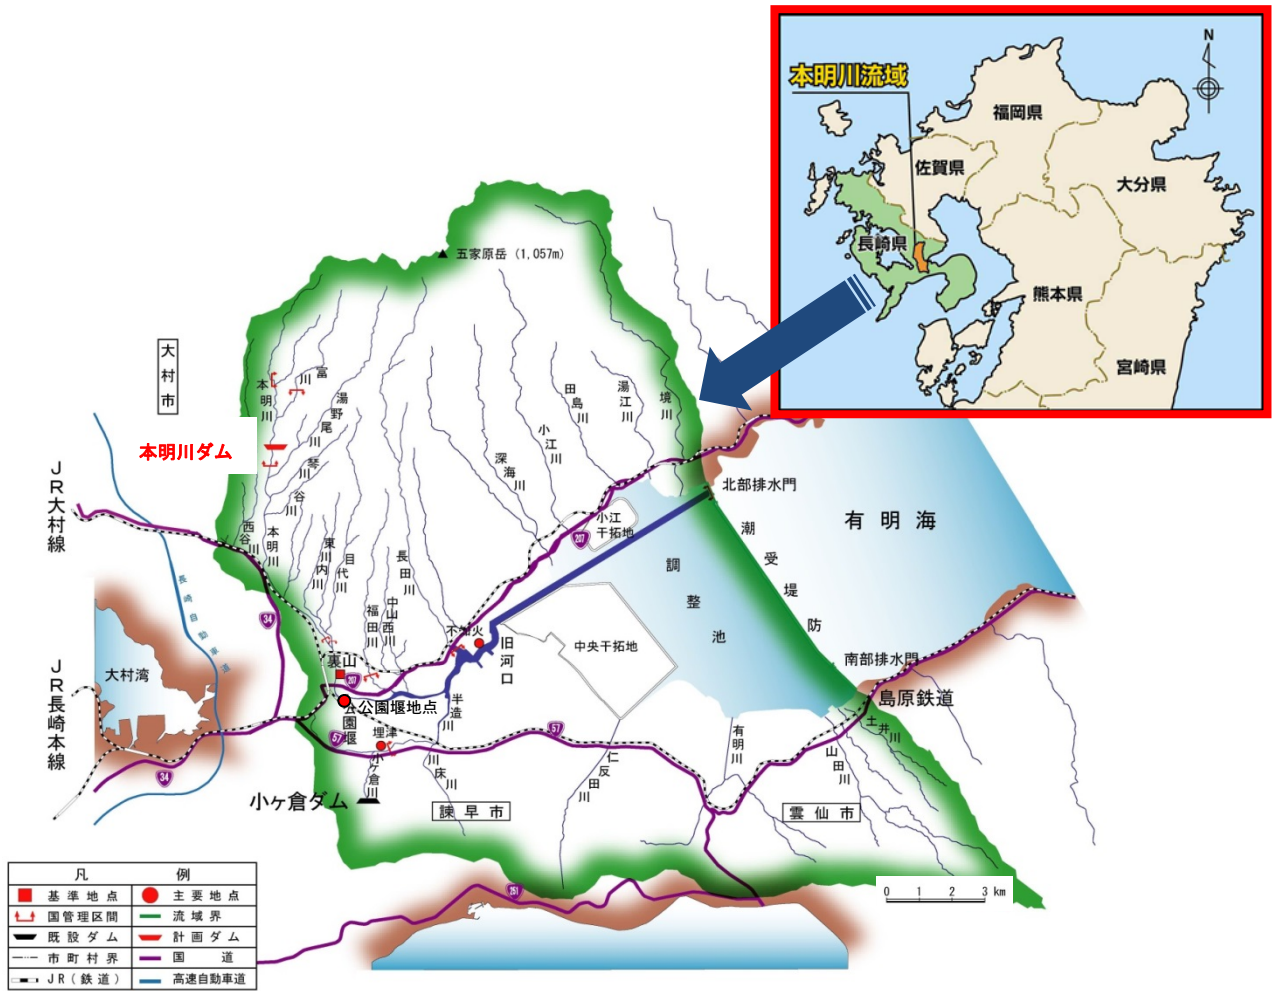 本明川流域
N
福岡県
佐賀県
大分県
長崎県
熊本県
宮崎県
五家原岳 (1,057m)
大村市
本明川
富川
湯野尾川
琴川
谷川
本明川ダム
田島川
湯江川
境川
小江川
深海川
JR大村線
西谷川
本明川
東川内川
目代川
長田川
福田川
中山西川
小江
干拓地
207
北部排水門
有明海
潮受堤防
調整池
中央干拓地
長崎自動車道
34
大村湾
JR長崎本線
34
不知火
旧河口
裏山
207
公園堰地点
公園堰
半造川
埋津
57
小ヶ倉川
川床川
小ヶ倉ダム
諫早市
57
仁反田川
有明川
山田川
土井川
南部排水門
島原鉄道
雲仙市
251
0 1 2 3 km
凡例
基準地点
主要地点
国管理区間
流域界
既設ダム
計画ダム
市町村界
国道
JR(鉄道)
高速自動車道